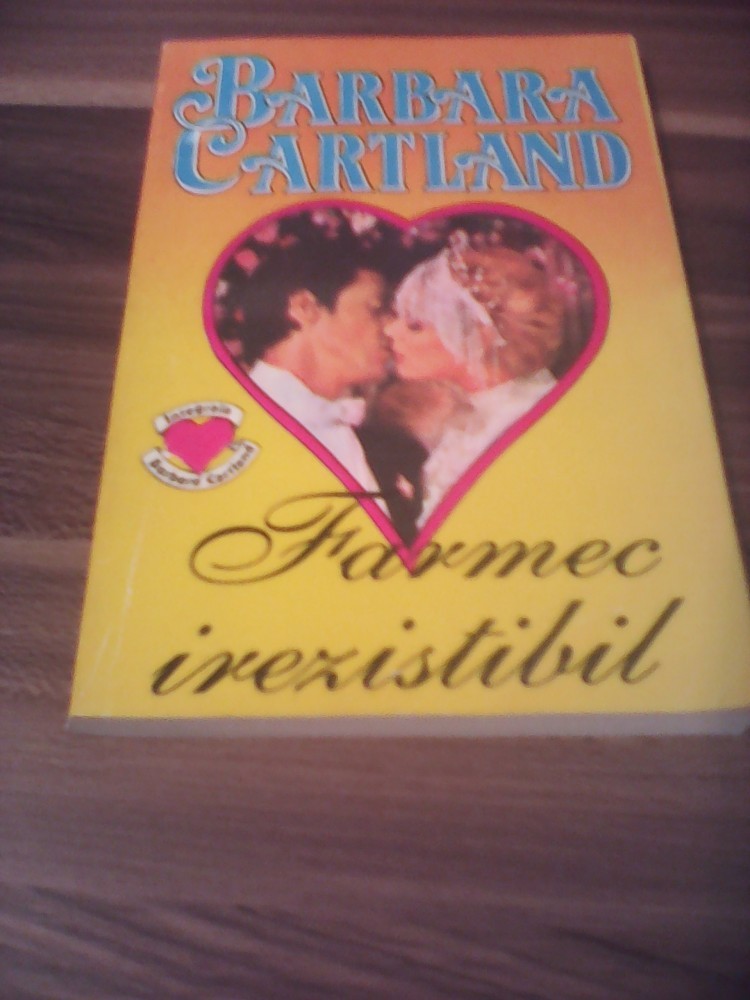 BARBARA
CARTLAND
Integrala
Barbara Cartland
Farmec
irezistibil